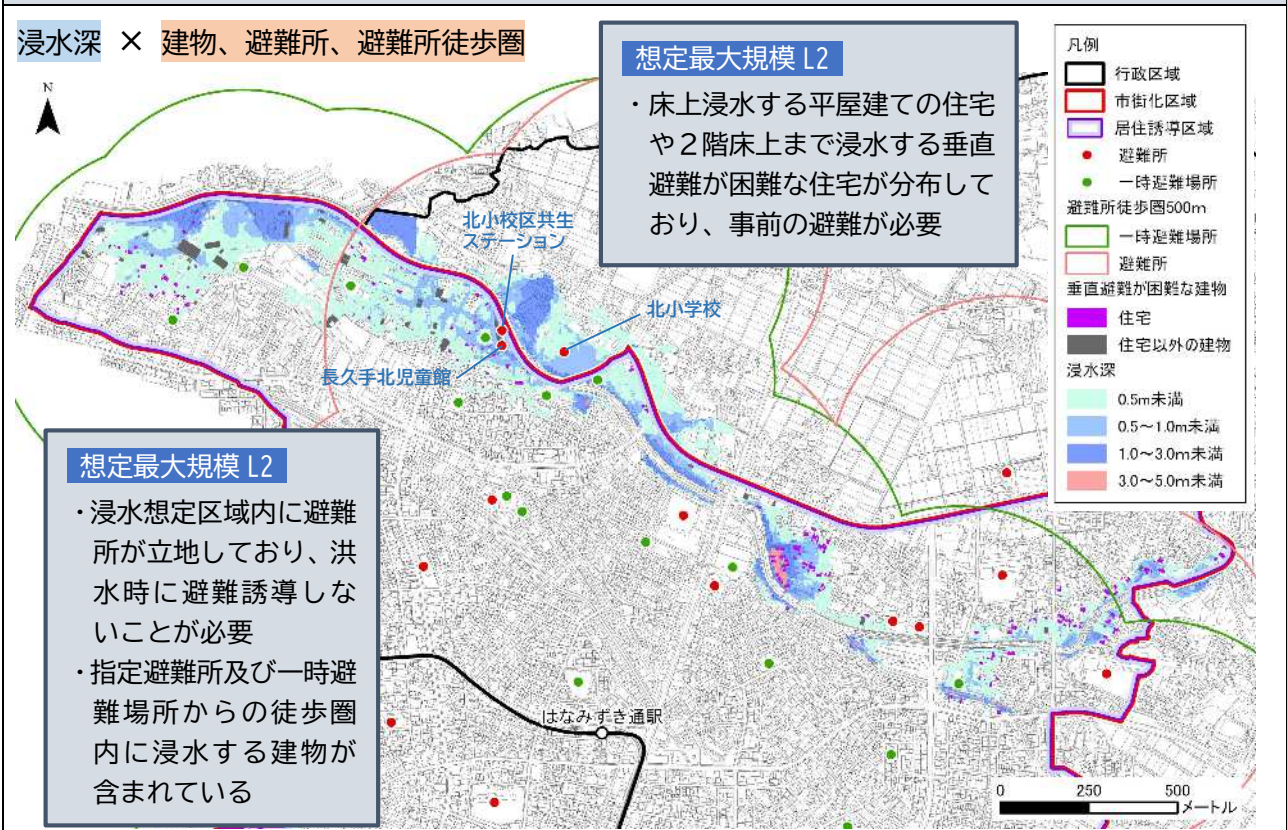 浸水深 × 建物、避難所、避難所徒歩圏
想定最大規模 L2
・床上浸水する平屋建ての住宅
や２階床上まで浸水する垂直
避難が困難な住宅が分布して
おり、事前の避難が必要
凡例
行政区域
市街化区域
居住誘導区域
避難所
一時避難場所
避難所徒歩圏500m
一時避難場所
避難所
垂直避難が困難な建物
住宅
住宅以外の建物
浸水深
0.5m未満
0.5～1.0m未満
1.0～3.0m未満
3.0～5.0m未満
N
北小校区共生
ステーション
北小学校
長久手北児童館
想定最大規模 L2
・浸水想定区域内に避難
所が立地しており、洪
水時に避難誘導しな
いことが必要
・指定避難所及び一時避
難場所からの徒歩圏
内に浸水する建物が
含まれている
はなみずき通駅
0 250 500
メートル